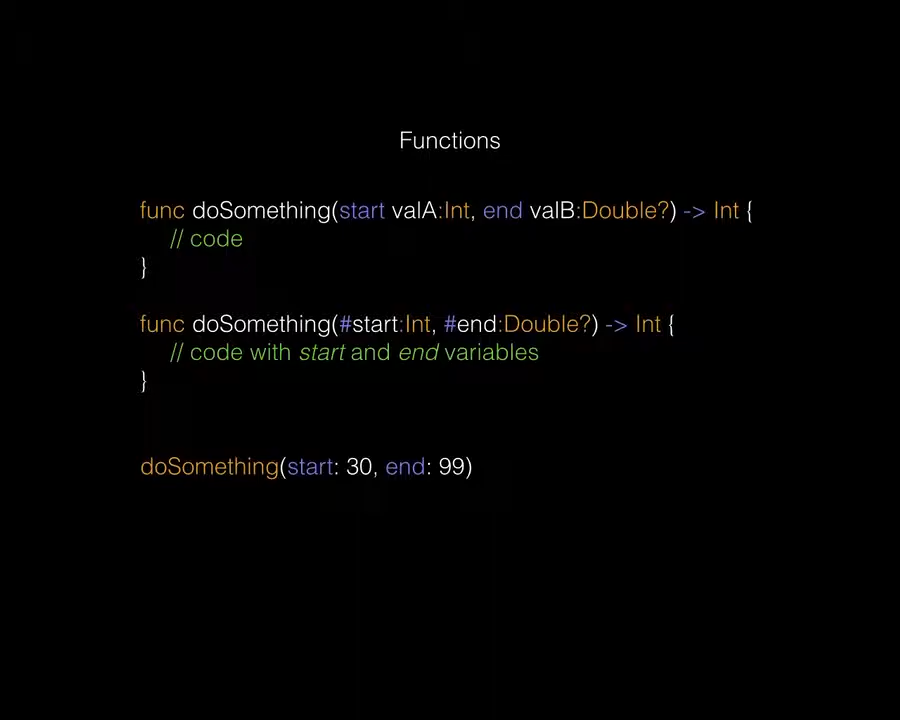 Functions
func doSomething(start valA:Int, end valB:Double?) -> Int {
// code
}
func doSomething(#start:Int, #end:Double?) -> Int {
// code with start and end variables
}
doSomething(start: 30, end: 99)